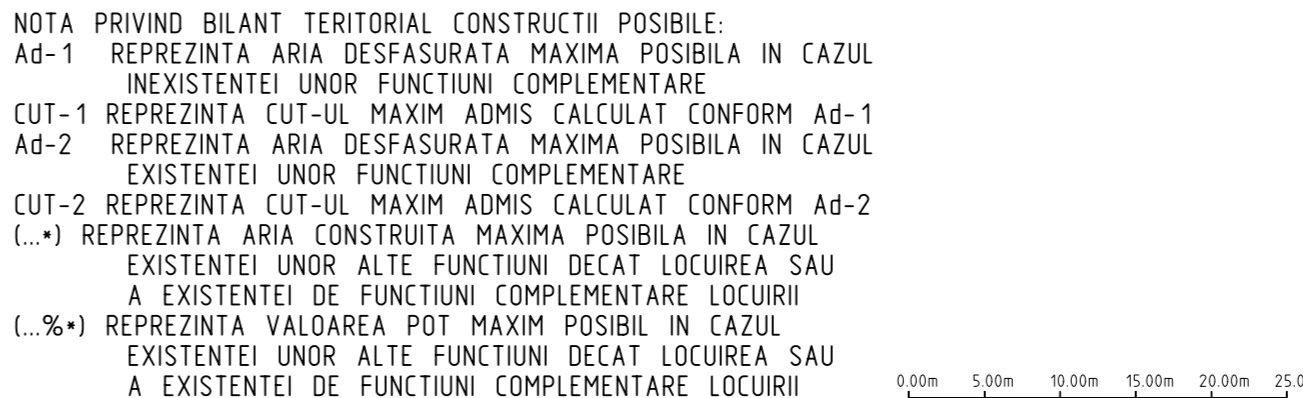 NOTA PRIVIND BILANT TERITORIAL CONSTRUCTII POSIBILE:
Ad-1 REPREZINTA ARIA DESFASURATA MAXIMA POSIBILA IN CAZUL
INEXISTENTEI UNOR FUNCTIUNI COMPLEMENTARE
CUT-1 REPREZINTA CUT-UL MAXIM ADMIS CALCULAT CONFORM Ad-1
Ad-2 REPREZINTA ARIA DESFASURATA MAXIMA POSIBILA IN CAZUL
EXISTENTEI UNOR FUNCTIUNI COMPLEMENTARE
CUT-2 REPREZINTA CUT-UL MAXIM ADMIS CALCULAT CONFORM Ad-2
(...*) REPREZINTA ARIA CONSTRUITA MAXIMA POSIBILA IN CAZUL
EXISTENTEI UNOR ALTE FUNCTIUNI DECAT LOCUIREA SAU
A EXISTENTEI DE FUNCTIUNI COMPLEMENTARE LOCUIRII
(...%*) REPREZINTA VALOAREA POT MAXIM POSIBIL IN CAZUL
EXISTENTEI UNOR ALTE FUNCTIUNI DECAT LOCUIREA SAU
A EXISTENTEI DE FUNCTIUNI COMPLEMENTARE LOCUIRII
0.00m 5.00m 10.00m 15.00m 20.00m